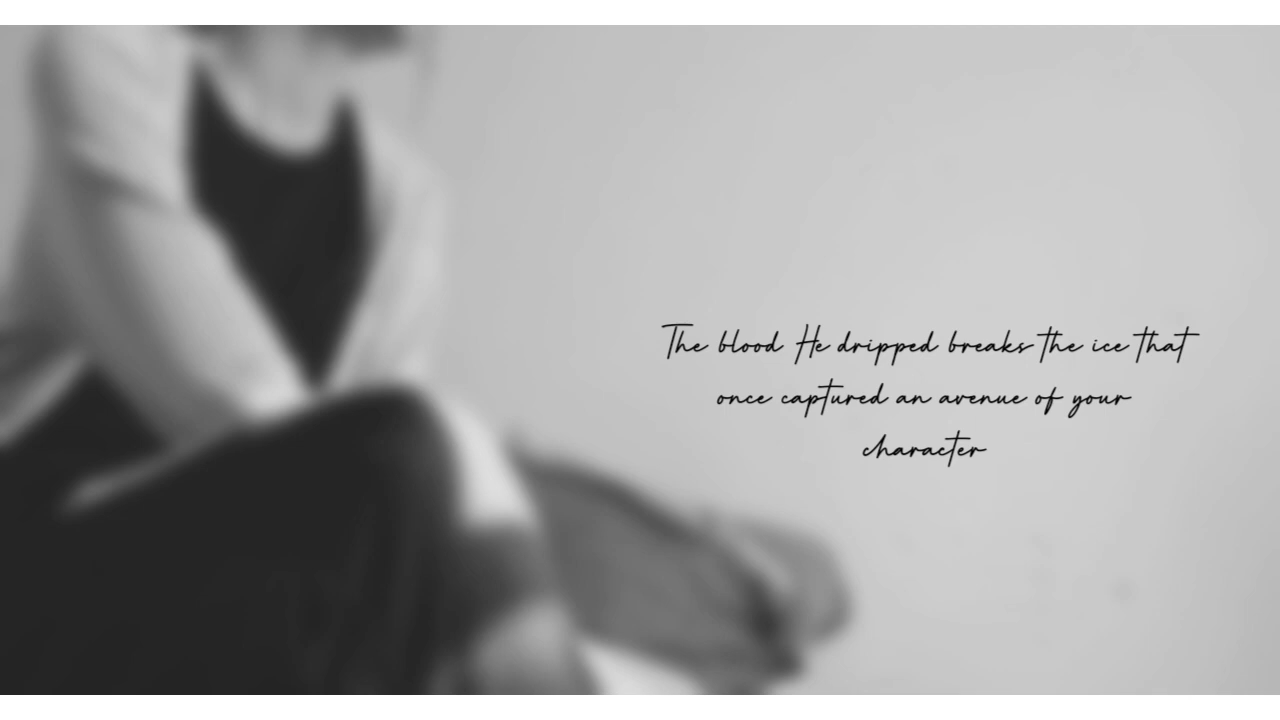 The blood He dripped breaks the ice that
once captured an avenue of your
character